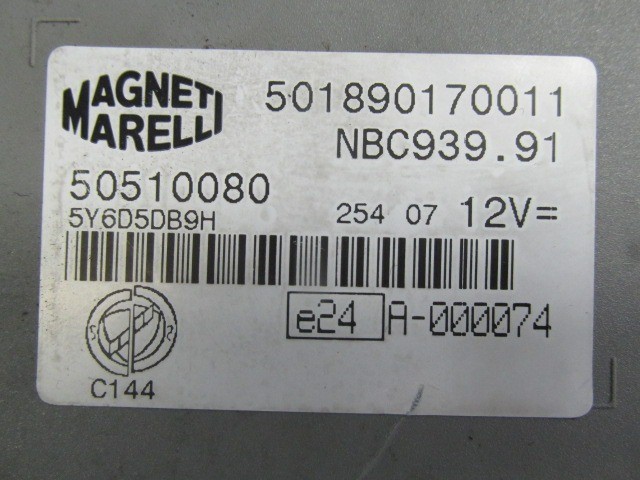 MAGNETI
MARELLI
501890170011
NBC939.91
50510080
5Y6D5DB9H
254 07 12V=
e24 A-000074
C144